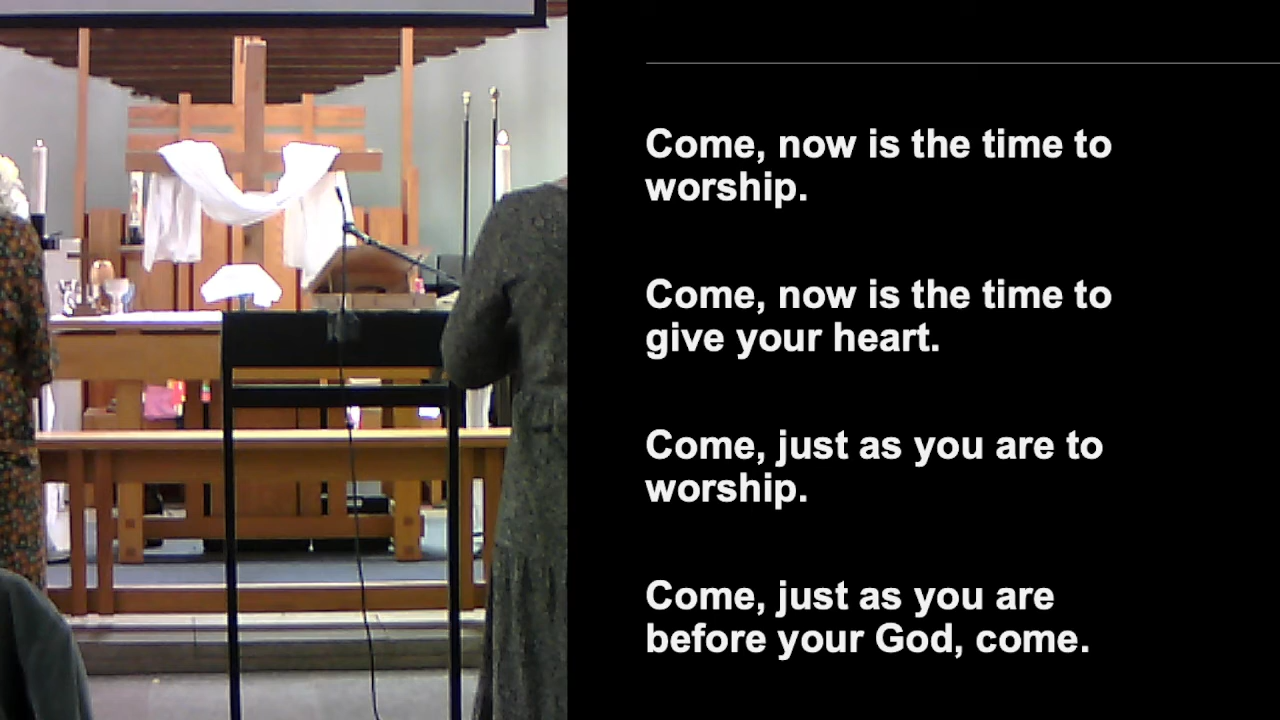 Come, now is the time to
worship.
Come, now is the time to
give your heart.
Come, just as you are to
worship.
Come, just as you are
before your God, come.